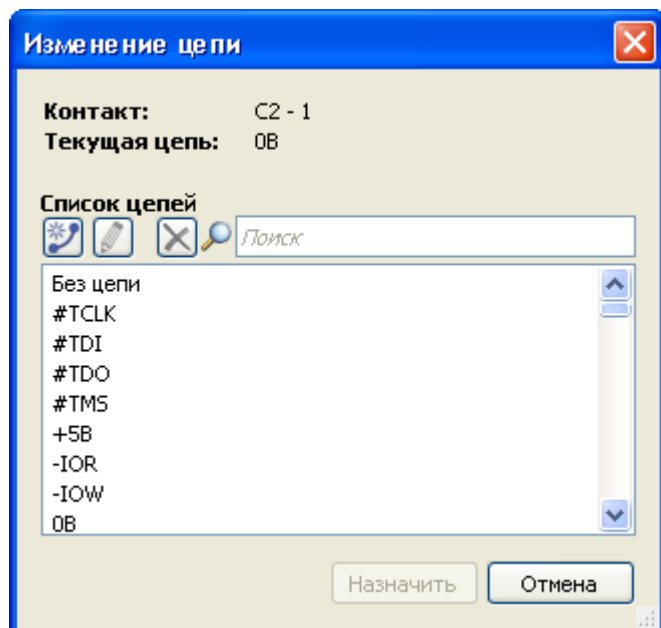 Изменение цепи
Контакт: C2 - 1
Текущая цепь: 0В
Список цепей
Поиск
Без цепи
#TCLK
#TDI
#TDO
#TMS
+5В
-IOR
-IOW
0В
Назначить Отмена